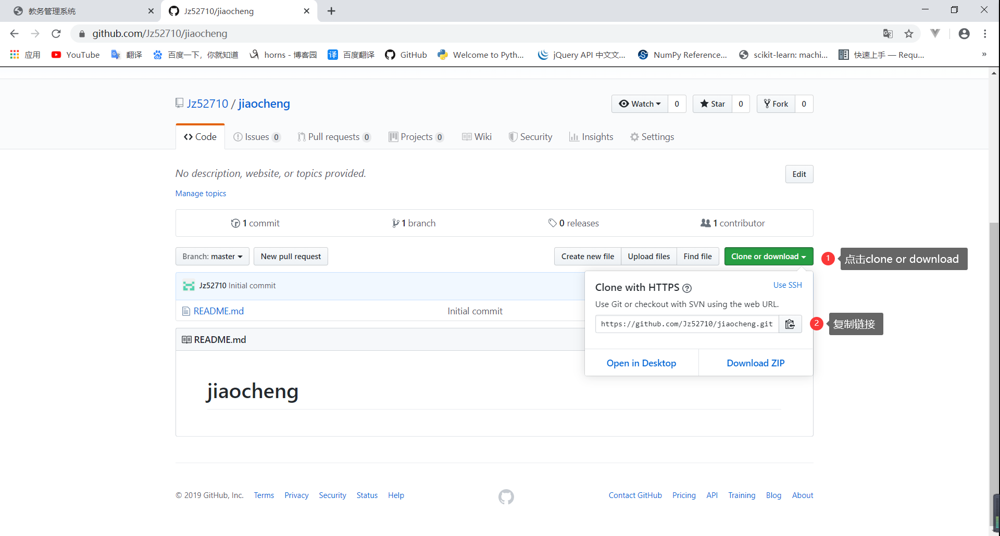 教务管理系统
Jz52710/jiaocheng
github.com/Jz52710/jiaocheng
应用 YouTube 翻译 百度一下，你就知道 horns - 博客园 百度翻译 GitHub Welcome to Pyth... jQuery API 中文文... NumPy Reference... scikit-learn: machi... 快速上手 — Requ... »
Jz52710 / jiaocheng
Watch 0 Star 0 Fork 0
Code Issues 0 Pull requests 0 Projects 0 Wiki Security Insights Settings
No description, website, or topics provided.
Edit
Manage topics
1 commit 1 branch 0 releases 1 contributor
Branch: master New pull request Create new file Upload files Find file Clone or download
1 点击clone or download
Jz52710 Initial commit
README.md Initial commit
Clone with HTTPS ? Use SSH
Use Git or checkout with SVN using the web URL.
https://github.com/Jz52710/jiaocheng.git
2 复制链接
Open in Desktop Download ZIP
README.md
jiaocheng
© 2019 GitHub, Inc. Terms Privacy Security Status Help Contact GitHub Pricing API Training Blog About